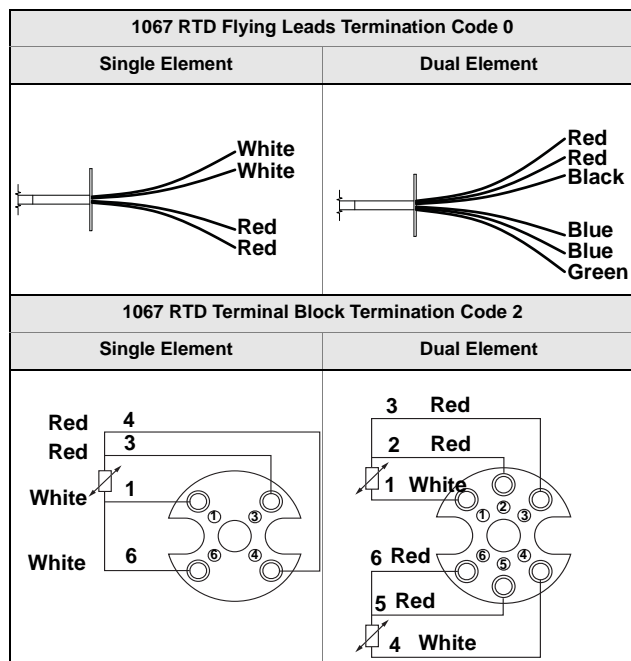 1067 RTD Flying Leads Termination Code 0
Single Element
Dual Element
White
White
Red
Red
Red
Red
Black
Blue
Blue
Green
1067 RTD Terminal Block Termination Code 2
Single Element
Dual Element
Red 4
Red 3
White 1
White 6
1 3
6 4
3 Red
2 Red
1 White
1 2 3
6 5 4
6 Red
5 Red
4 White